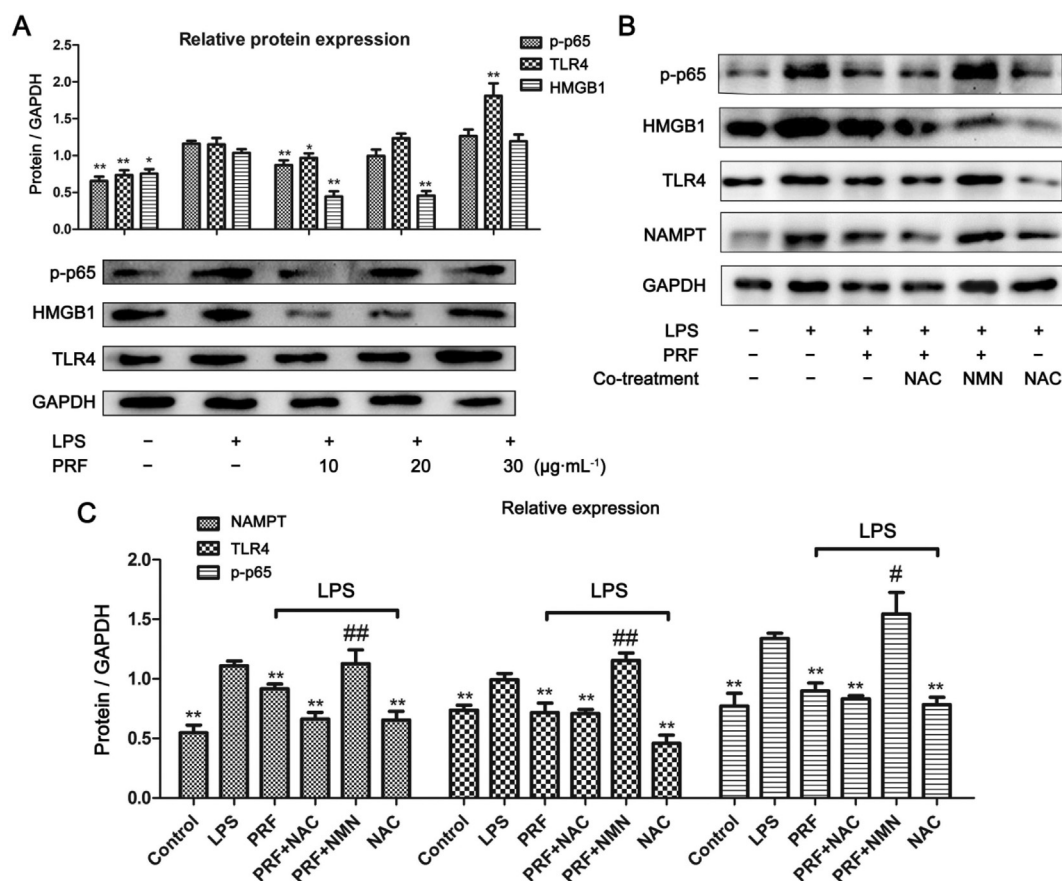 A
Relative protein expression
p-p65
TLR4
HMGB1
Protein / GAPDH
2.5
2.0
1.5
1.0
0.5
0.0
** ** *
** * **
**
**
p-p65
HMGB1
TLR4
GAPDH
LPS – + + + +
PRF – – 10 20 30 (µg·mL⁻¹)
B
p-p65
HMGB1
TLR4
NAMPT
GAPDH
LPS – + + + + +
PRF – – + + + –
Co-treatment – – – NAC NMN NAC
C
Relative expression
NAMPT
TLR4
p-p65
Protein / GAPDH
2.0
1.5
1.0
0.5
0.0
LPS
LPS
LPS
** ** ** ## **
** ** ** ## **
** ** ** # **
Control LPS PRF PRF+NAC PRF+NMN NAC
Control LPS PRF PRF+NAC PRF+NMN NAC
Control LPS PRF PRF+NAC PRF+NMN NAC